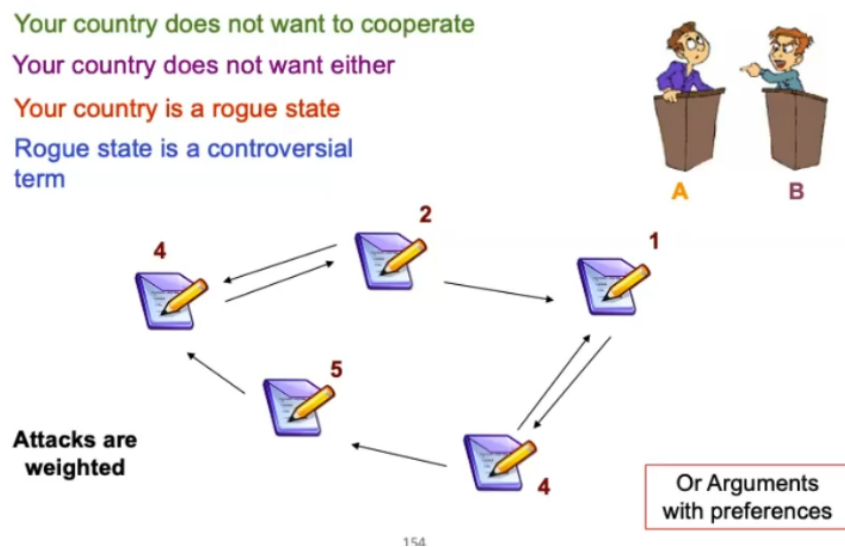 Your country does not want to cooperate
Your country does not want either
Your country is a rogue state
Rogue state is a controversial
term
A
B
2
1
4
5
Attacks are
weighted
4
Or Arguments
with preferences
154